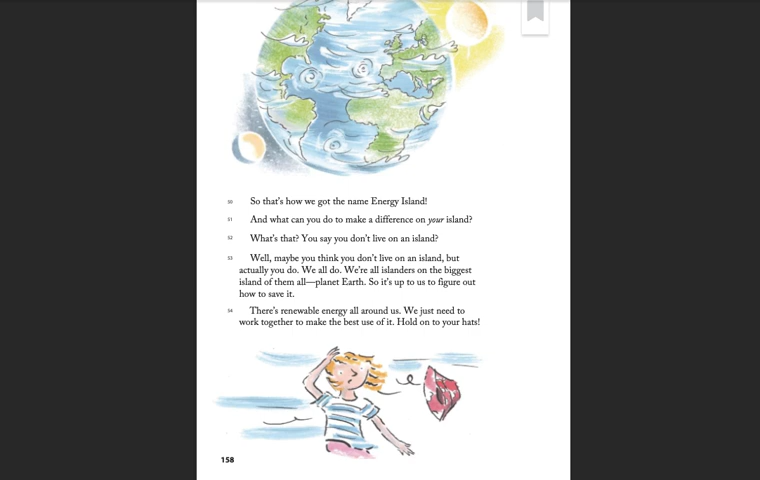 50 So that's how we got the name Energy Island!
51 And what can you do to make a difference on your island?
52 What's that? You say you don't live on an island?
53 Well, maybe you think you don't live on an island, but
actually you do. We all do. We're all islanders on the biggest
island of them all—planet Earth. So it's up to us to figure out
how to save it.
54 There's renewable energy all around us. We just need to
work together to make the best use of it. Hold on to your hats!
158